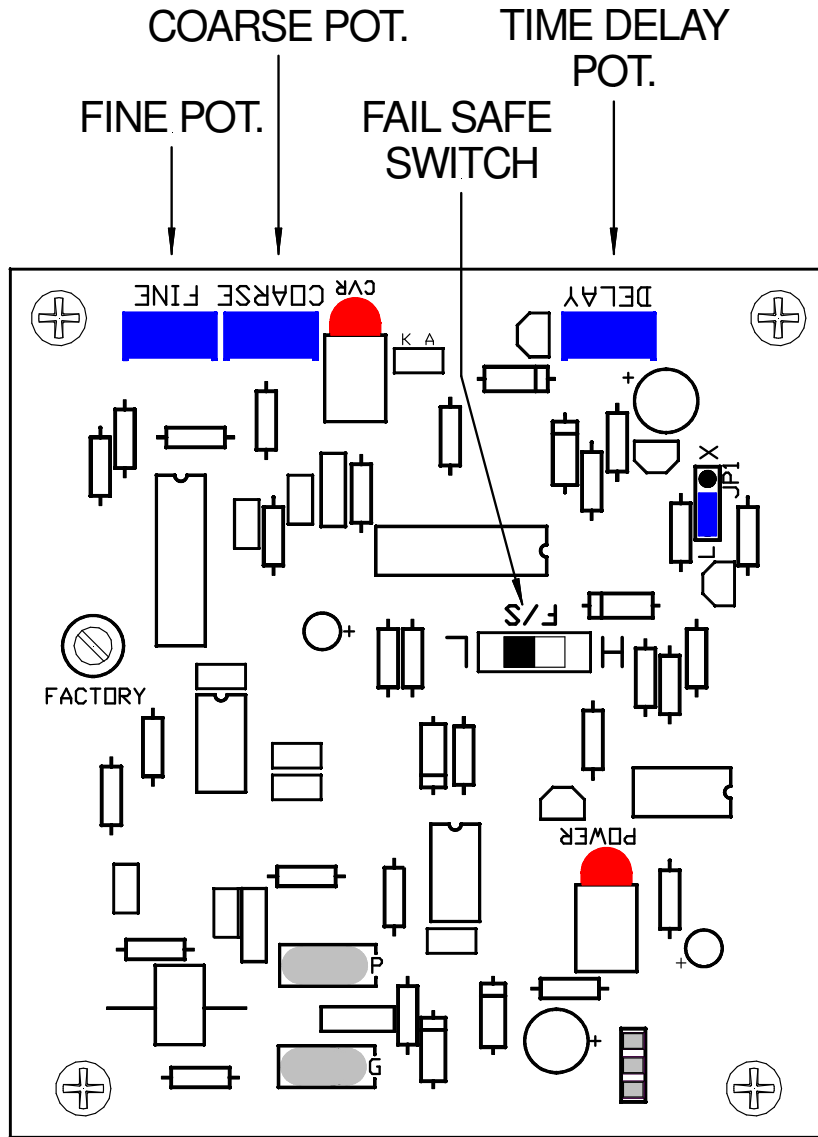 COARSE POT.
TIME DELAY
POT.
FINE POT.
FAIL SAFE
SWITCH
FINE
COARSE
CVR
DELAY
K A
+
X
JP1
L
F/S
+
L
H
FACTORY
POWER
P
+
+
G